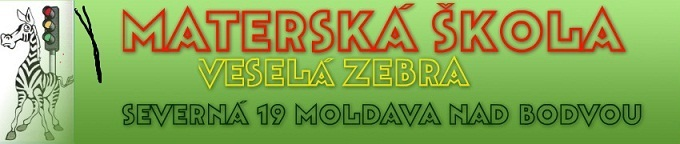 MATERSKÁ ŠKOLA
VESELÁ ZEBRA
SEVERNÁ 19 MOLDAVA NAD BODVOU